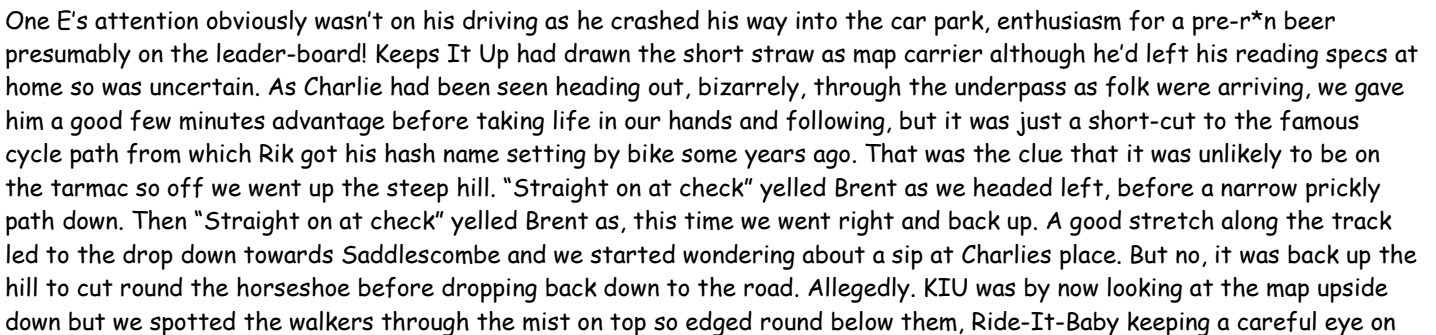 One E’s attention obviously wasn’t on his driving as he crashed his way into the car park, enthusiasm for a pre-r*n beer
presumably on the leader-board! Keeps It Up had drawn the short straw as map carrier although he’d left his reading specs at
home so was uncertain. As Charlie had been seen heading out, bizarrely, through the underpass as folk were arriving, we gave
him a good few minutes advantage before taking life in our hands and following, but it was just a short-cut to the famous
cycle path from which Rik got his hash name setting by bike some years ago. That was the clue that it was unlikely to be on
the tarmac so off we went up the steep hill. “Straight on at check” yelled Brent as we headed left, before a narrow prickly
path down. Then “Straight on at check” yelled Brent as, this time we went right and back up. A good stretch along the track
led to the drop down towards Saddlescombe and we started wondering about a sip at Charlies place. But no, it was back up the
hill to cut round the horseshoe before dropping back down to the road. Allegedly. KIU was by now looking at the map upside
down but we spotted the walkers through the mist on top so edged round below them, Ride-It-Baby keeping a careful eye on